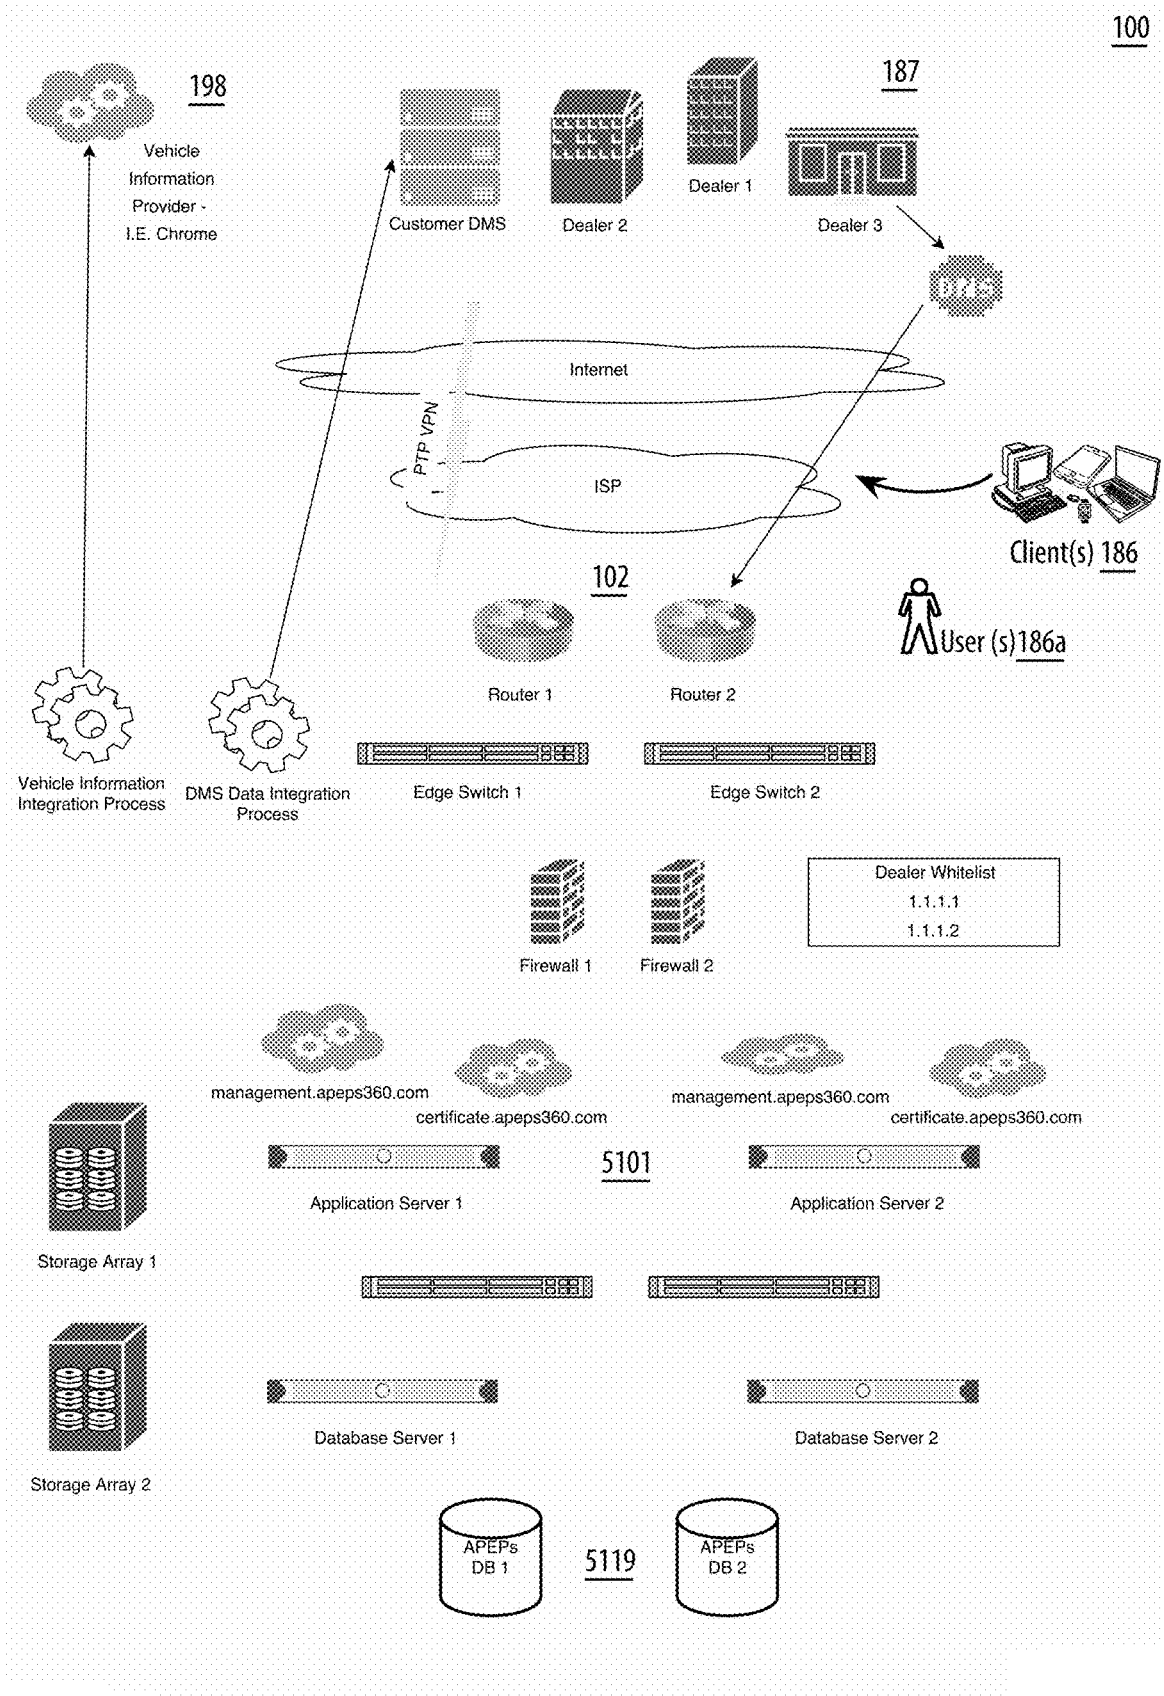 100
198
187
Vehicle
Information
Provider -
I.E. Chrome
Customer DMS
Dealer 2
Dealer 1
Dealer 3
DMS
Internet
PTP VPN
ISP
Client(s) 186
102
User (s)186a
Router 1
Router 2
Vehicle Information
Integration Process
DMS Data Integration
Process
Edge Switch 1
Edge Switch 2
Dealer Whitelist
1.1.1.1
1.1.1.2
Firewall 1
Firewall 2
management.apeps360.com
certificate.apeps360.com
management.apeps360.com
certificate.apeps360.com
5101
Application Server 1
Application Server 2
Storage Array 1
Database Server 1
Database Server 2
Storage Array 2
APEPs
DB 1
5119
APEPs
DB 2